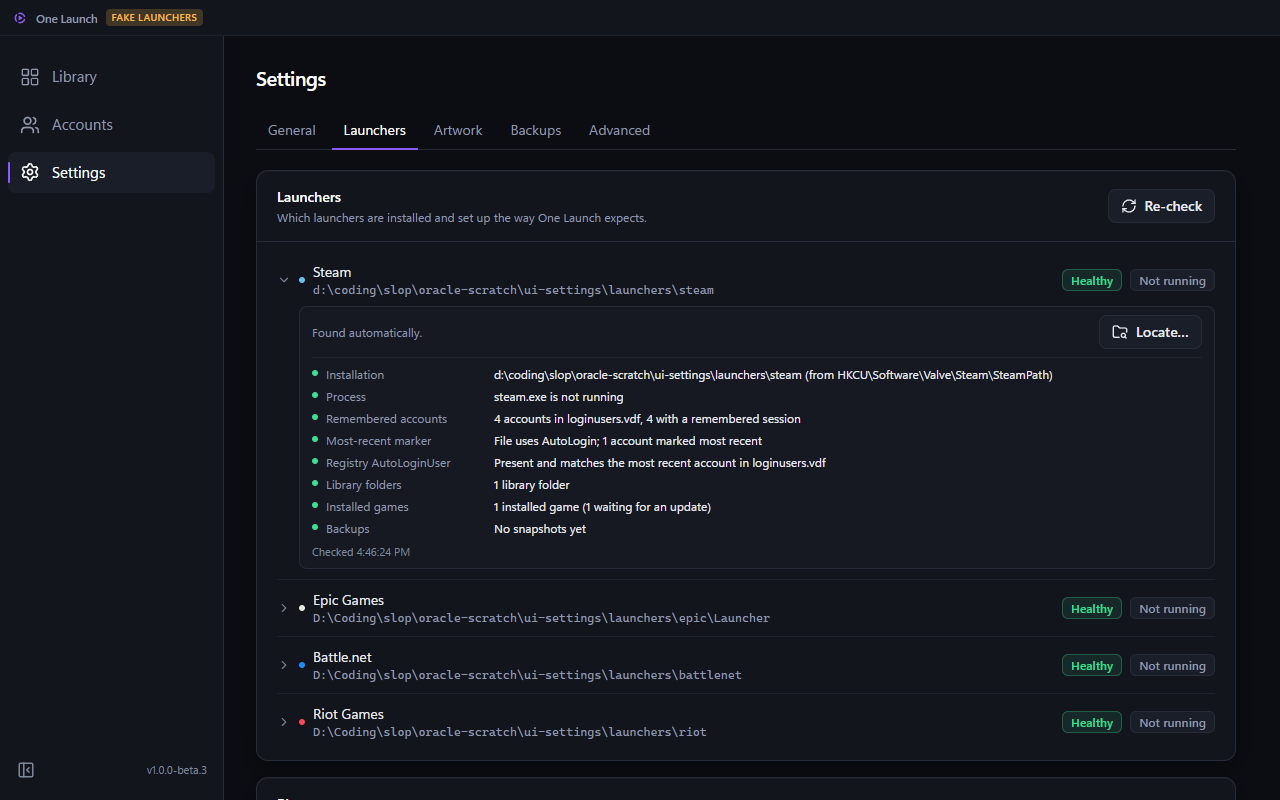 One Launch FAKE LAUNCHERS
Library
Accounts
Settings
Settings
General Launchers Artwork Backups Advanced
Launchers
Which launchers are installed and set up the way One Launch expects.
Re-check
Steam
d:\coding\slop\oracle-scratch\ui-settings\launchers\steam
Healthy Not running
Found automatically.
Locate...
Installation d:\coding\slop\oracle-scratch\ui-settings\launchers\steam (from HKCU\Software\Valve\Steam\SteamPath)
Process steam.exe is not running
Remembered accounts 4 accounts in loginusers.vdf, 4 with a remembered session
Most-recent marker File uses AutoLogin; 1 account marked most recent
Registry AutoLoginUser Present and matches the most recent account in loginusers.vdf
Library folders 1 library folder
Installed games 1 installed game (1 waiting for an update)
Backups No snapshots yet
Checked 4:46:24 PM
Epic Games
D:\Coding\slop\oracle-scratch\ui-settings\launchers\epic\Launcher
Healthy Not running
Battle.net
D:\Coding\slop\oracle-scratch\ui-settings\launchers\battlenet
Healthy Not running
Riot Games
D:\Coding\slop\oracle-scratch\ui-settings\launchers\riot
Healthy Not running
v1.0.0-beta.3